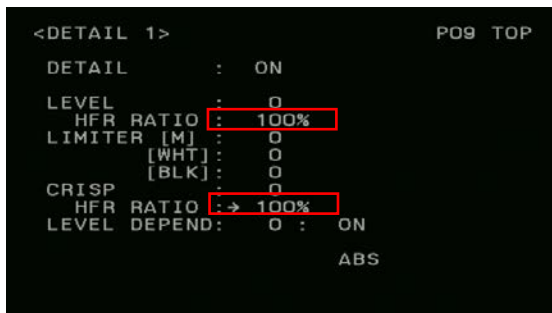 <DETAIL 1> PO9 TOP
DETAIL : ON
LEVEL : 0
HFR RATIO : 100%
LIMITER [M] : 0
[WHT]: 0
[BLK]: 0
CRISP : 0
HFR RATIO :→ 100%
LEVEL DEPEND: 0 : ON
ABS